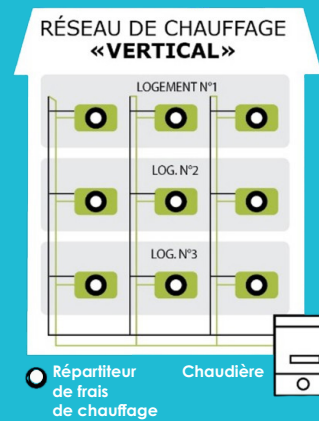 RÉSEAU DE CHAUFFAGE
«VERTICAL»
LOGEMENT N°1
LOG. N°2
LOG. N°3
Répartiteur
de frais
de chauffage
Chaudière